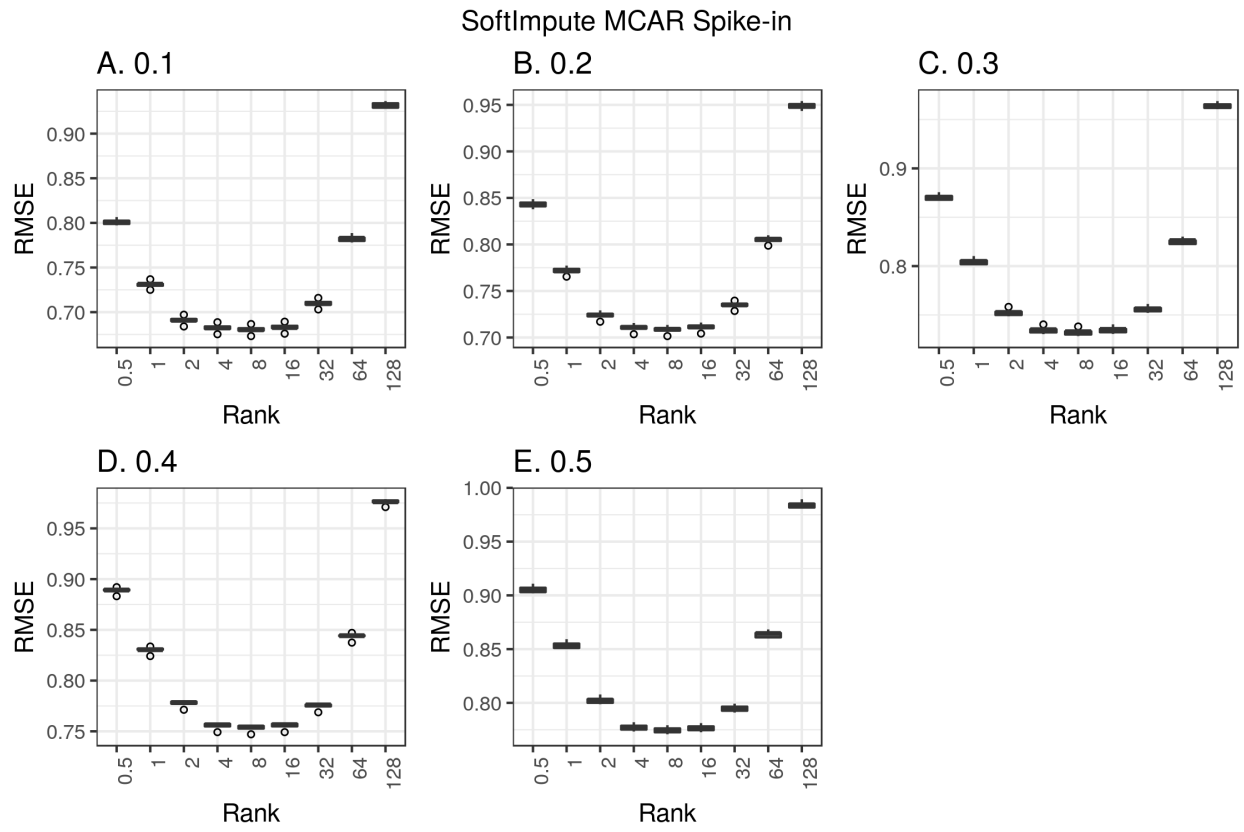 SoftImpute MCAR Spike-in
A. 0.1
RMSE
0.90
0.85
0.80
0.75
0.70
0.5 1 2 4 8 16 32 64 128
Rank
B. 0.2
RMSE
0.95
0.90
0.85
0.80
0.75
0.70
0.5 1 2 4 8 16 32 64 128
Rank
C. 0.3
RMSE
0.9
0.8
0.5 1 2 4 8 16 32 64 128
Rank
D. 0.4
RMSE
0.95
0.90
0.85
0.80
0.75
0.5 1 2 4 8 16 32 64 128
Rank
E. 0.5
RMSE
1.00
0.95
0.90
0.85
0.80
0.5 1 2 4 8 16 32 64 128
Rank